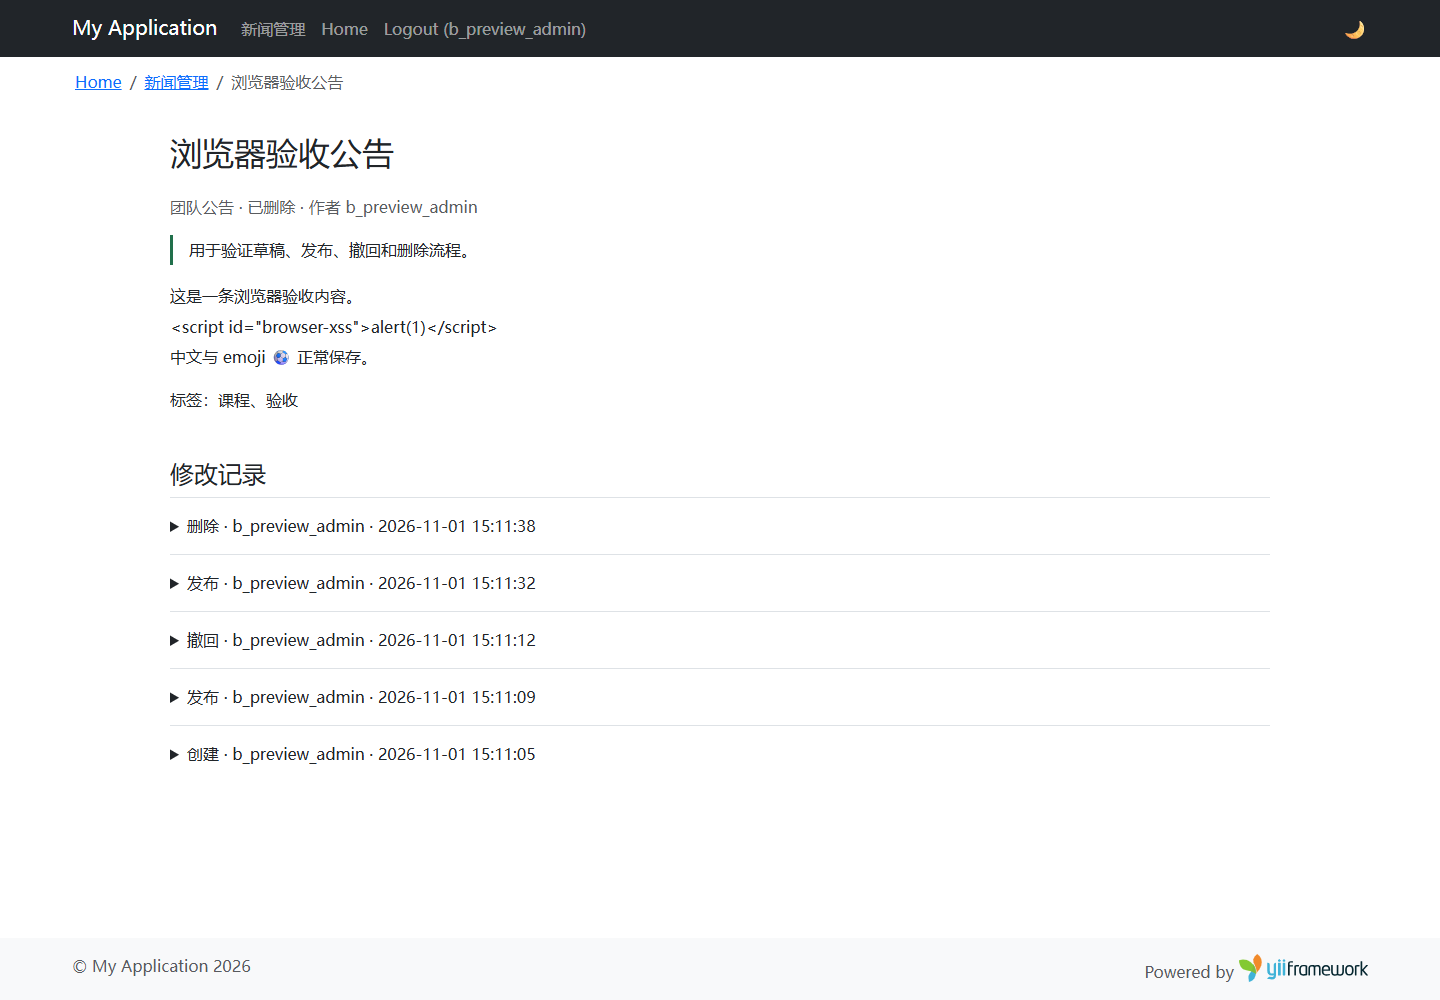 My Application 新闻管理 Home Logout (b_preview_admin)
Home / 新闻管理 / 浏览器验收公告
浏览器验收公告
团队公告 · 已删除 · 作者 b_preview_admin
用于验证草稿、发布、撤回和删除流程。
这是一条浏览器验收内容。
<script id="browser-xss">alert(1)</script>
中文与 emoji ⚽ 正常保存。
标签：课程、验收
修改记录
删除 · b_preview_admin · 2026-11-01 15:11:38
发布 · b_preview_admin · 2026-11-01 15:11:32
撤回 · b_preview_admin · 2026-11-01 15:11:12
发布 · b_preview_admin · 2026-11-01 15:11:09
创建 · b_preview_admin · 2026-11-01 15:11:05
© My Application 2026
Powered by yiiframework